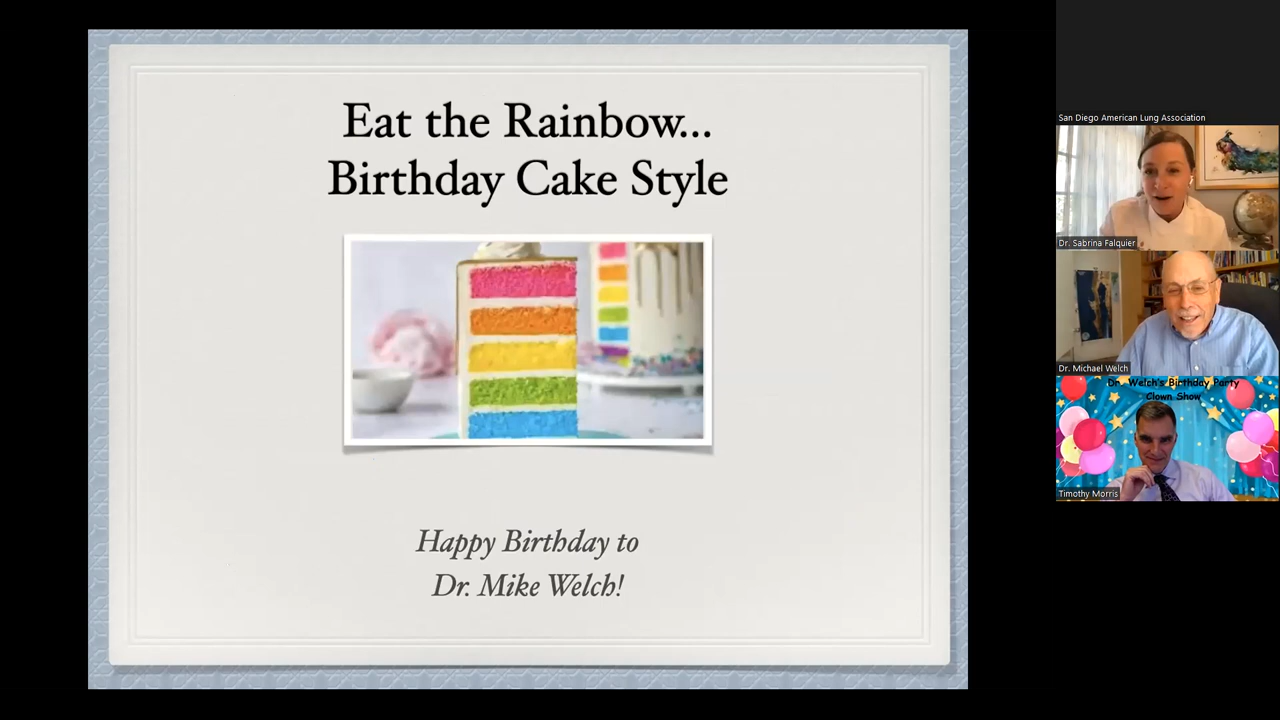 Eat the Rainbow...
Birthday Cake Style
Happy Birthday to
Dr. Mike Welch!
San Diego American Lung Association
Dr. Sabrina Falquier
Dr. Michael Welch
Dr. Welch's Birthday Party
Clown Show
Timothy Morris